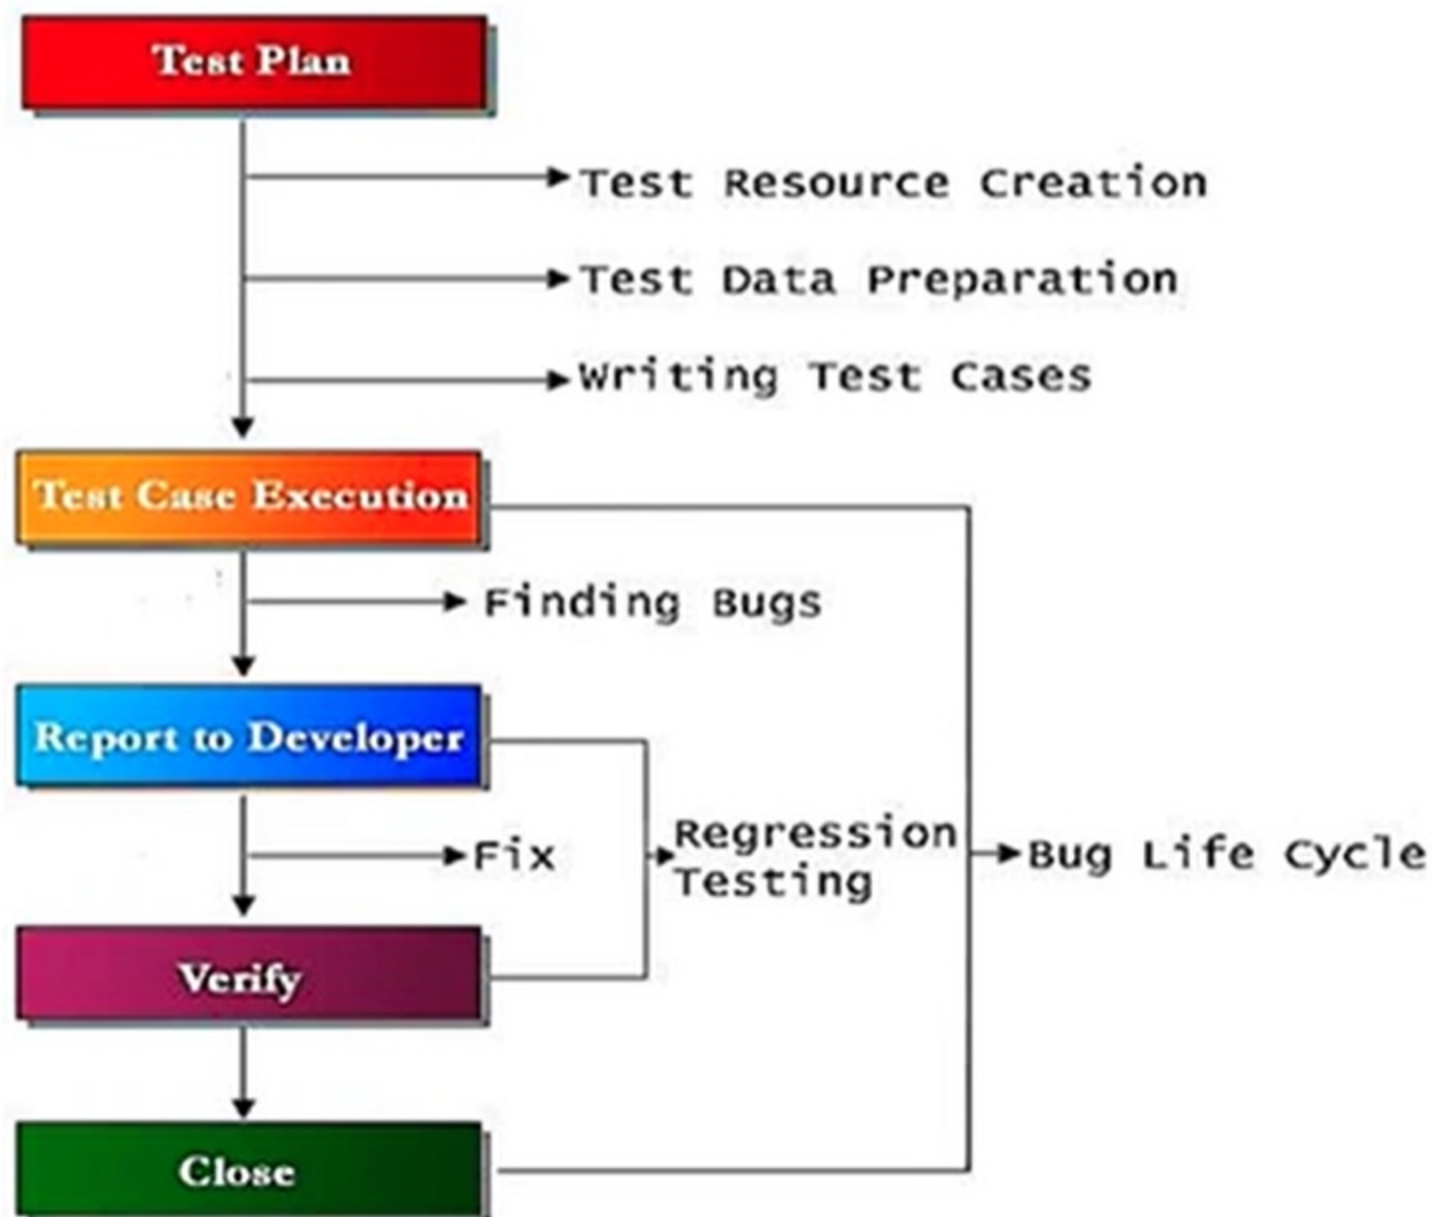 Test Plan
Test Resource Creation
Test Data Preparation
Writing Test Cases
Test Case Execution
Finding Bugs
Report to Developer
Fix
Regression
Testing
Bug Life Cycle
Verify
Close